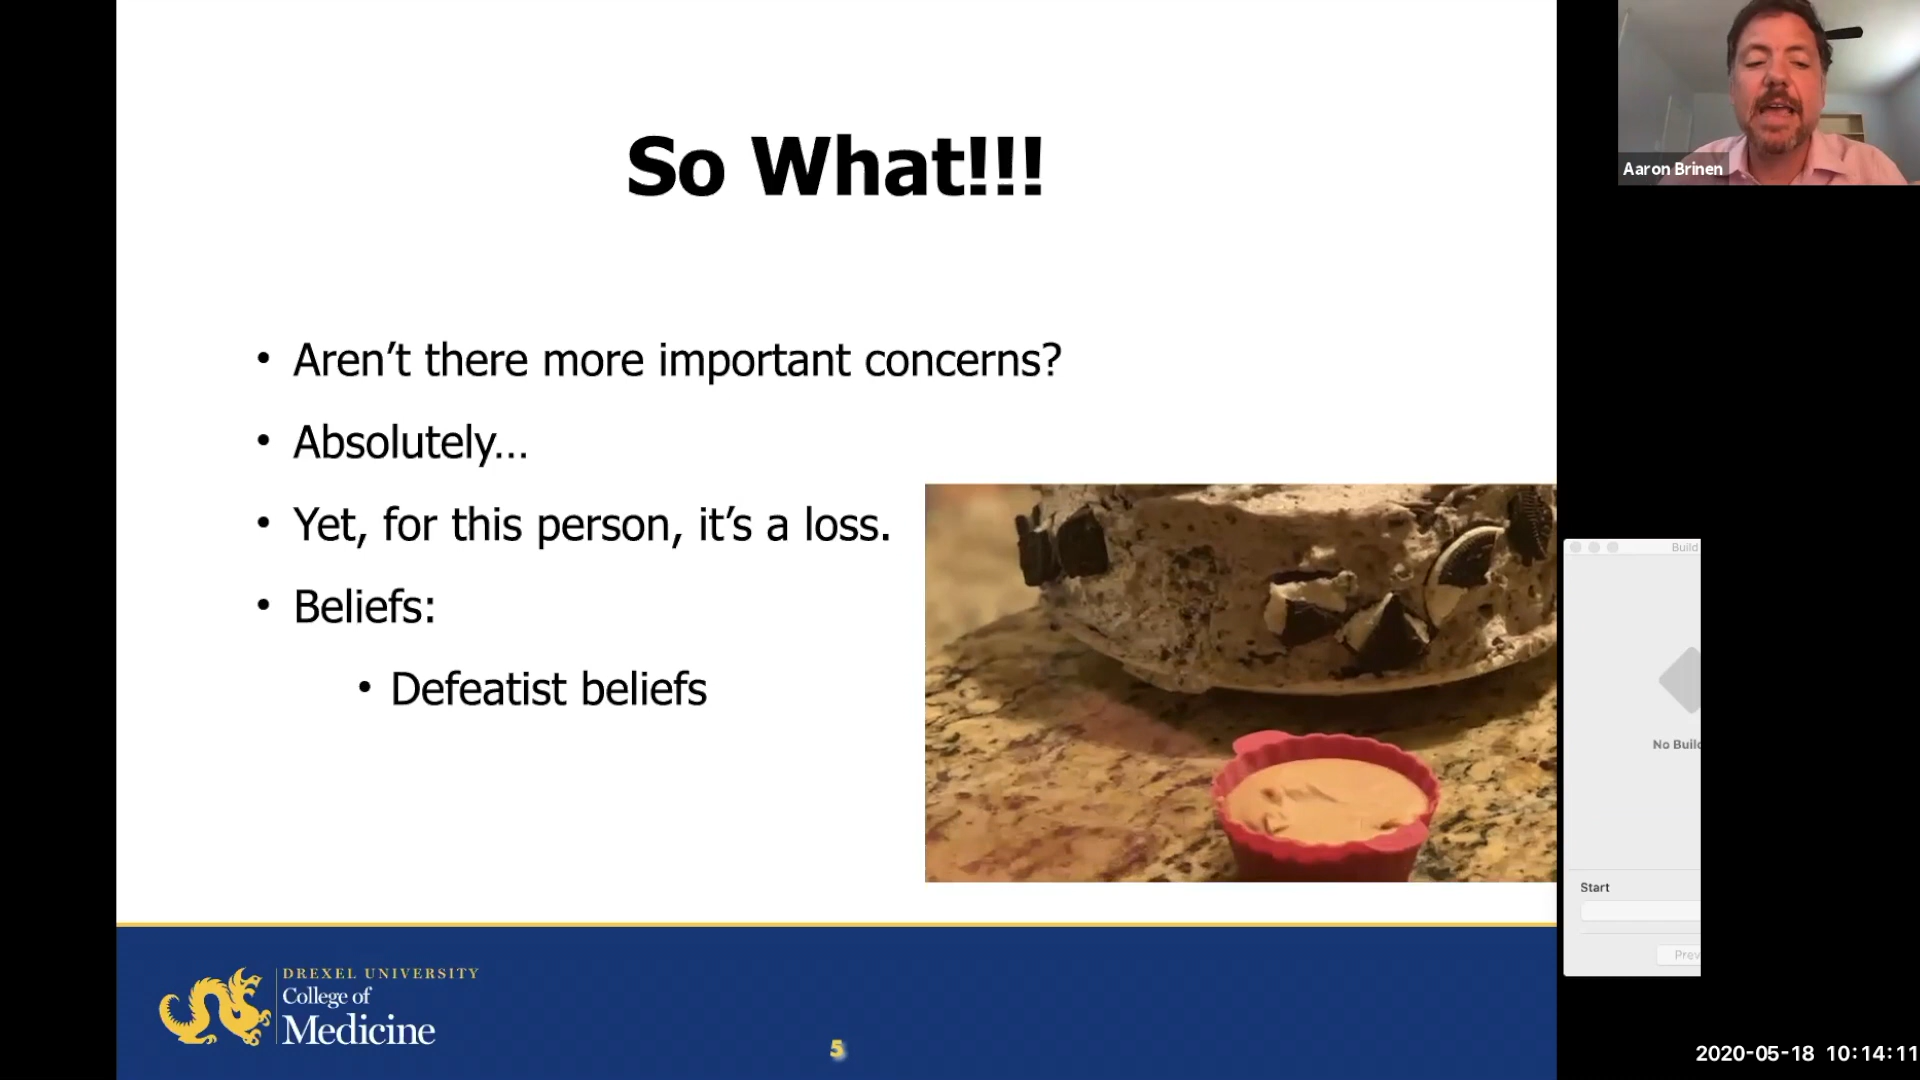 So What!!!
• Aren’t there more important concerns?
• Absolutely…
• Yet, for this person, it’s a loss.
• Beliefs:
• Defeatist beliefs
DREXEL UNIVERSITY
College of
Medicine
5
Aaron Brinen
Build
No Build
Start
Prev
2020-05-18 10:14:11